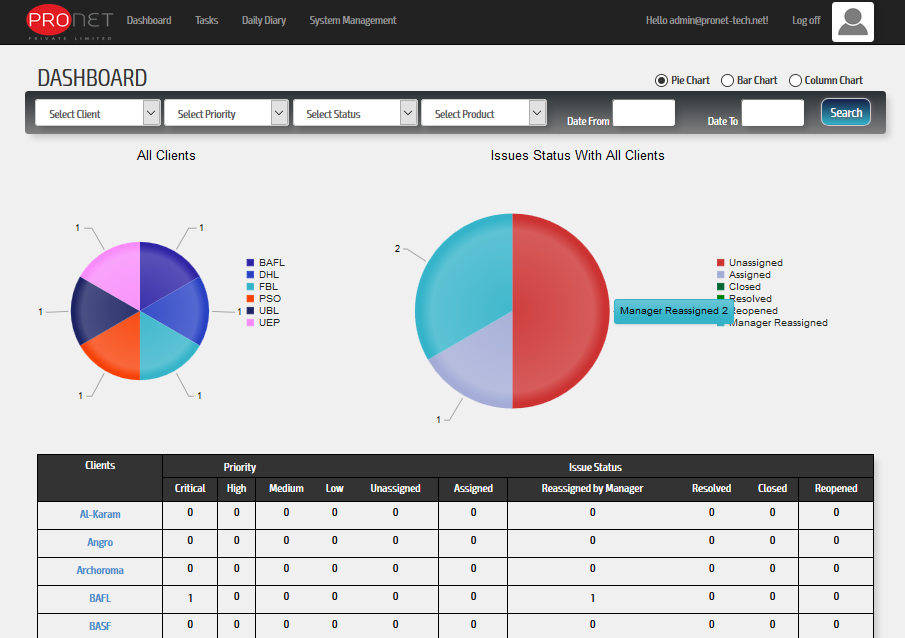 PRONET
PRIVATE LIMITED
Dashboard Tasks Daily Diary System Management Hello admin@pronet-tech.net! Log off
DASHBOARD
Pie Chart Bar Chart Column Chart
Select Client Select Priority Select Status Select Product Date From Date To Search
All Clients Issues Status With All Clients
1 1
2
BAFL Unassigned
DHL Assigned
FBL Closed
PSO Resolved
1 UBL 1 Manager Reassigned 2 Reopened
UEP Manager Reassigned
1 1
1
Clients Priority Issue Status
Critical High Medium Low Unassigned Assigned Reassigned by Manager Resolved Closed Reopened
Al-Karam 0 0 0 0 0 0 0 0 0 0
Angro 0 0 0 0 0 0 0 0 0 0
Archoroma 0 0 0 0 0 0 0 0 0 0
BAFL 1 0 0 0 0 0 1 0 0 0
BASF 0 0 0 0 0 0 0 0 0 0